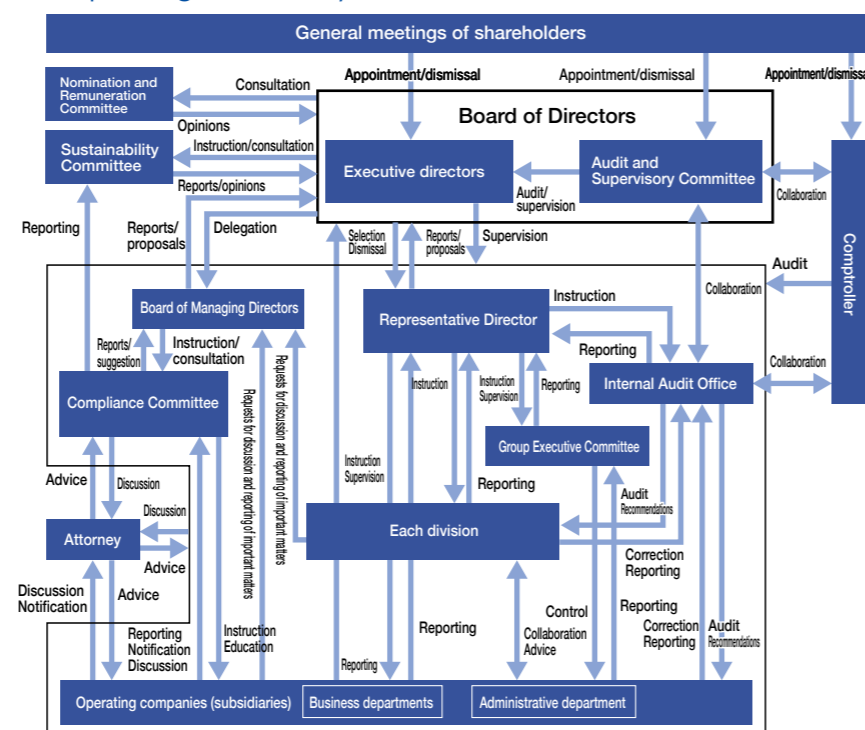 General meetings of shareholders
Appointment/dismissal
Appointment/dismissal
Appointment/dismissa
Nomination and
Remuneration
Committee
Consultation
Opinions
Board of Directors
Sustainability
Committee
Instruction/consultation
Reports/opinions
Executive directors
Audit/
supervision
Audit and
Supervisory Committee
Collaboration
Comptroller
Reporting
Reports/
proposals
Delegation
Selection
Dismissal
Reports/
proposals
Supervision
Collaboration
Audit
Board of Managing Directors
Representative Director
Instruction
Reporting
Internal Audit Office
Collaboration
Reports/
suggestion
Instruction/
consultation
Compliance Committee
Requests for discussion and reporting of important matters
Requests for discussion and reporting of important matters
Instruction
Instruction
Supervision
Reporting
Group Executive Committee
Instruction
Supervision
Reporting
Audit
Recommendations
Advice
Discussion
Discussion
Attorney
Advice
Each division
Correction
Reporting
Discussion
Notification
Advice
Reporting
Notification
Discussion
Instruction
Education
Reporting
Reporting
Control
Collaboration
Advice
Reporting
Correction
Reporting
Audit
Recommendations
Operating companies (subsidiaries)
Business departments
Administrative department